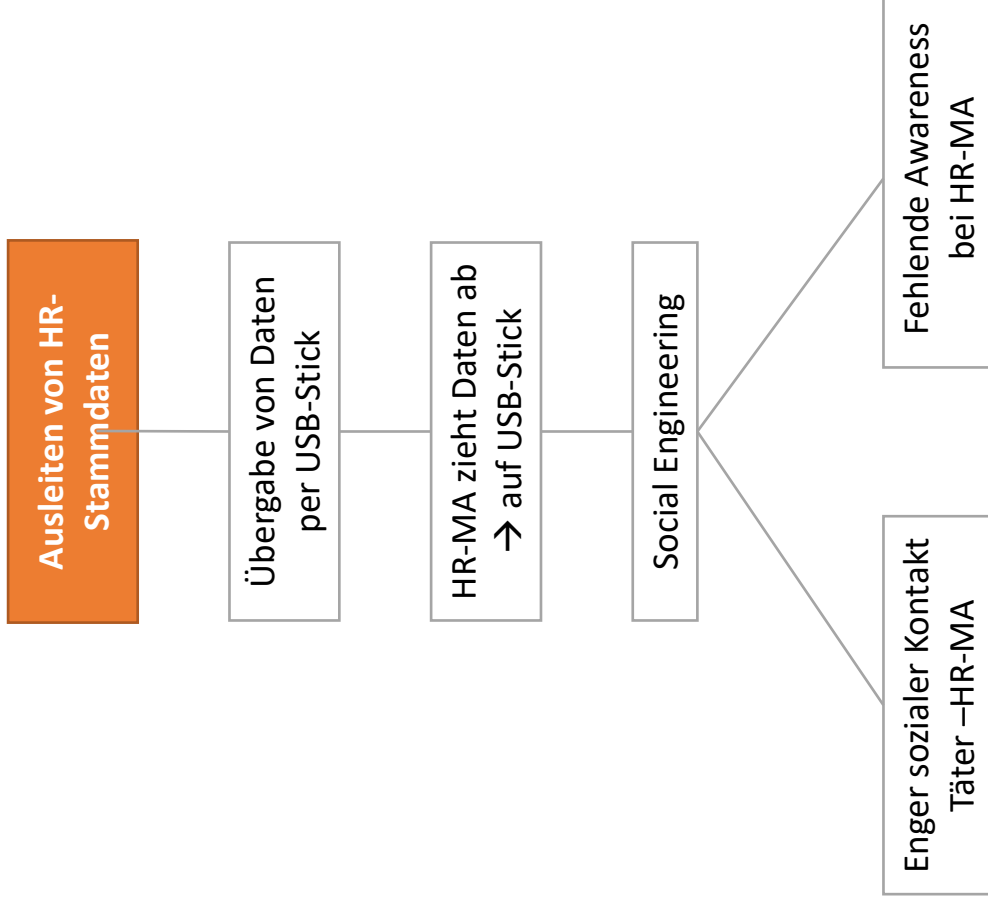 Ausleiten von HR-
Stammdaten
Übergabe von Daten
per USB-Stick
HR-MA zieht Daten ab
→ auf USB-Stick
Social Engineering
Enger sozialer Kontakt
Täter –HR-MA
Fehlende Awareness
bei HR-MA